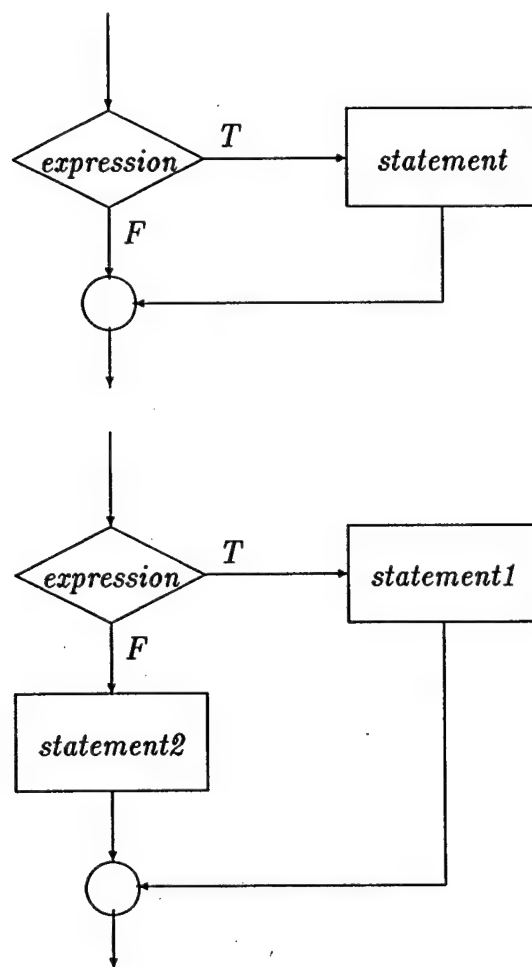 T
expression
statement
F
T
expression
statement1
F
statement2